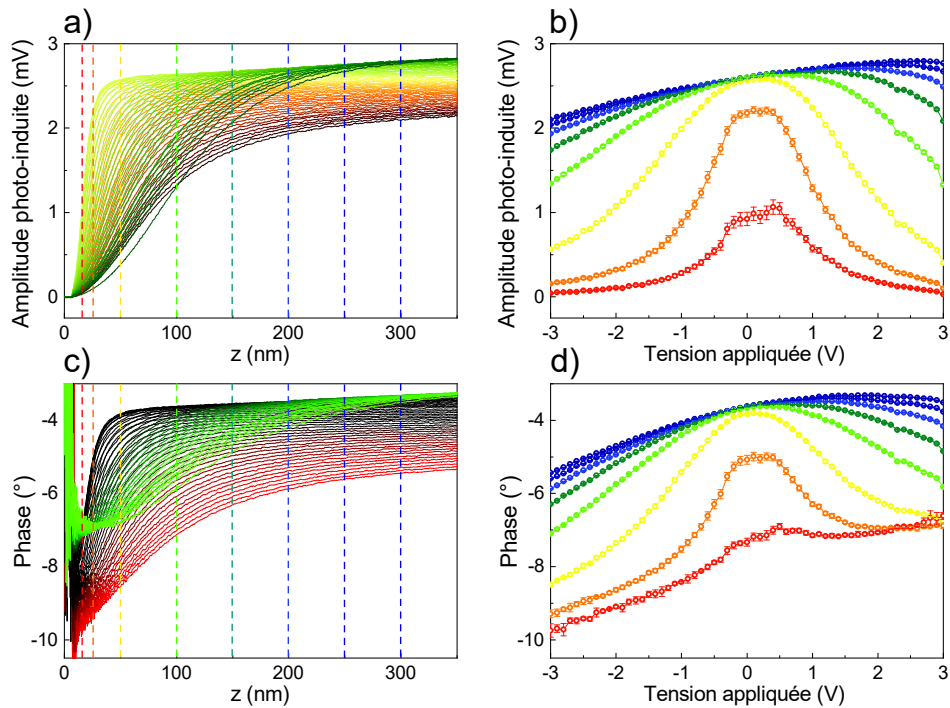 a)
Amplitude photo-induite (mV)
3
2
1
0
0 100 200 300
z (nm)
b)
Amplitude photo-induite (mV)
3
2
1
0
-3 -2 -1 0 1 2 3
Tension appliquée (V)
c)
Phase (°)
-4
-6
-8
-10
0 100 200 300
z (nm)
d)
Phase (°)
-4
-6
-8
-10
-3 -2 -1 0 1 2 3
Tension appliquée (V)